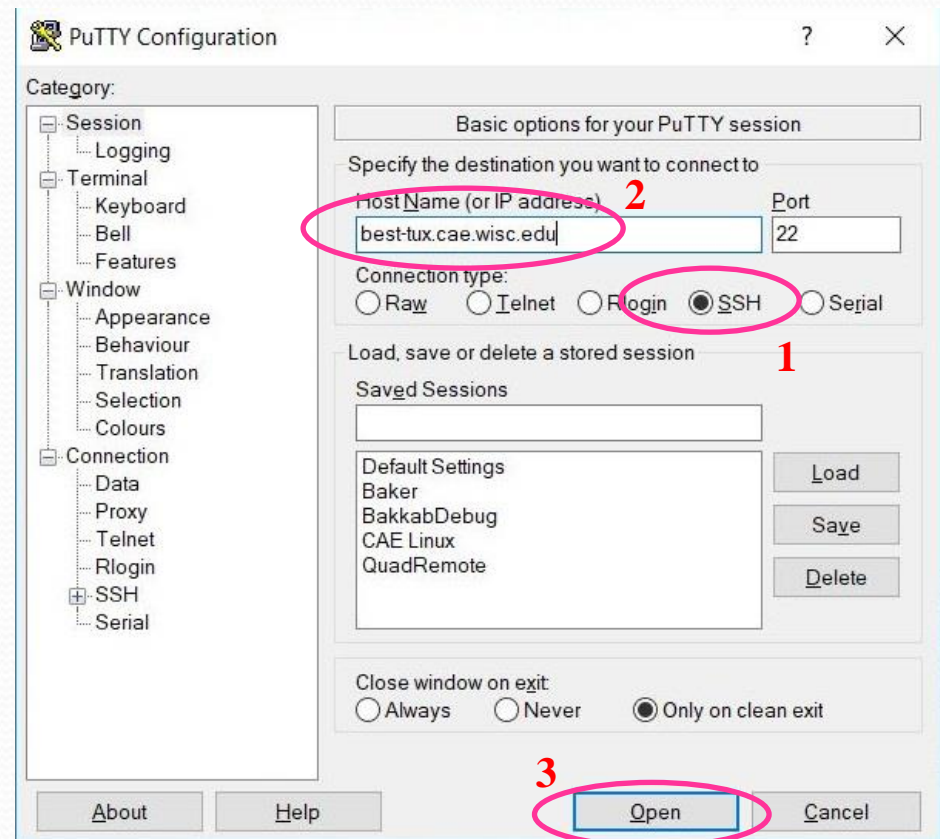 PuTTY Configuration
? X
Category:
Session
Logging
Terminal
Keyboard
Bell
Features
Window
Appearance
Behaviour
Translation
Selection
Colours
Connection
Data
Proxy
Telnet
Rlogin
SSH
Serial
Basic options for your PuTTY session
Specify the destination you want to connect to
Host Name (or IP address) 2 Port
best-tux.cae.wisc.edu 22
Connection type:
Raw Telnet Rlogin SSH Serial
1
Load, save or delete a stored session
Saved Sessions
Default Settings
Baker
BakkabDebug
CAE Linux
QuadRemote
Load
Save
Delete
Close window on exit:
Always Never Only on clean exit
3
About Help Open Cancel